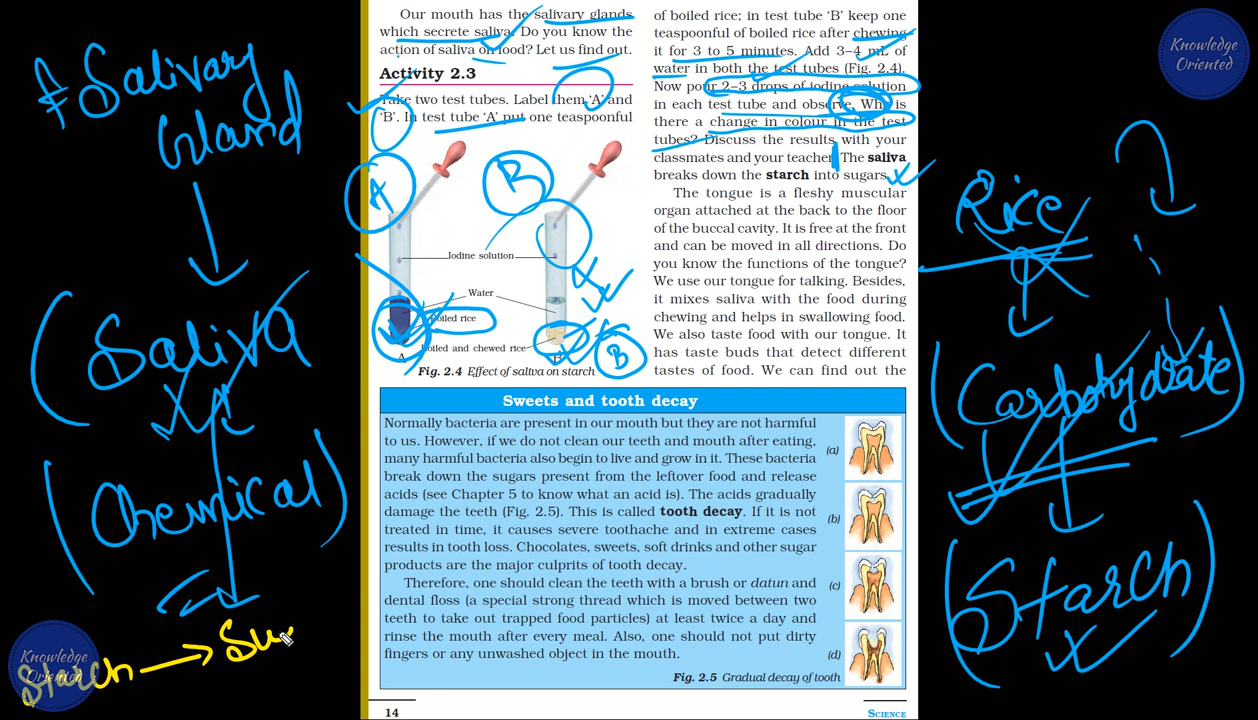 Salivary
Gland
(Saliva)
(Chemical)
Starch → Su
Knowledge
Oriented
Our mouth has the salivary glands
which secrete saliva. Do you know the
action of saliva on food? Let us find out.
Activity 2.3
Take two test tubes. Label them ‘A’ and
‘B’. In test tube ‘A’ put one teaspoonful
A
B
Iodine solution
Water
Boiled rice
Boiled and chewed rice
A
B
B
Fig. 2.4 Effect of saliva on starch
of boiled rice; in test tube ‘B’ keep one
teaspoonful of boiled rice after chewing
it for 3 to 5 minutes. Add 3–4 mL of
water in both the test tubes (Fig. 2.4).
Now pour 2–3 drops of iodine solution
in each test tube and observe. Why is
there a change in colour in the test
tubes? Discuss the results with your
classmates and your teacher. The saliva
breaks down the starch into sugars.
The tongue is a fleshy muscular
organ attached at the back to the floor
of the buccal cavity. It is free at the front
and can be moved in all directions. Do
you know the functions of the tongue?
We use our tongue for talking. Besides,
it mixes saliva with the food during
chewing and helps in swallowing food.
We also taste food with our tongue. It
has taste buds that detect different
tastes of food. We can find out the
Sweets and tooth decay
Normally bacteria are present in our mouth but they are not harmful
to us. However, if we do not clean our teeth and mouth after eating,
many harmful bacteria also begin to live and grow in it. These bacteria
break down the sugars present from the leftover food and release
acids (see Chapter 5 to know what an acid is). The acids gradually
damage the teeth (Fig. 2.5). This is called tooth decay. If it is not
treated in time, it causes severe toothache and in extreme cases
results in tooth loss. Chocolates, sweets, soft drinks and other sugar
products are the major culprits of tooth decay.
Therefore, one should clean the teeth with a brush or datun and
dental floss (a special strong thread which is moved between two
teeth to take out trapped food particles) at least twice a day and
rinse the mouth after every meal. Also, one should not put dirty
fingers or any unwashed object in the mouth.
(a)
(b)
(c)
(d)
Fig. 2.5 Gradual decay of tooth
14
SCIENCE
Knowledge
Oriented
Rice
(Carbohydrate)
(Starch)